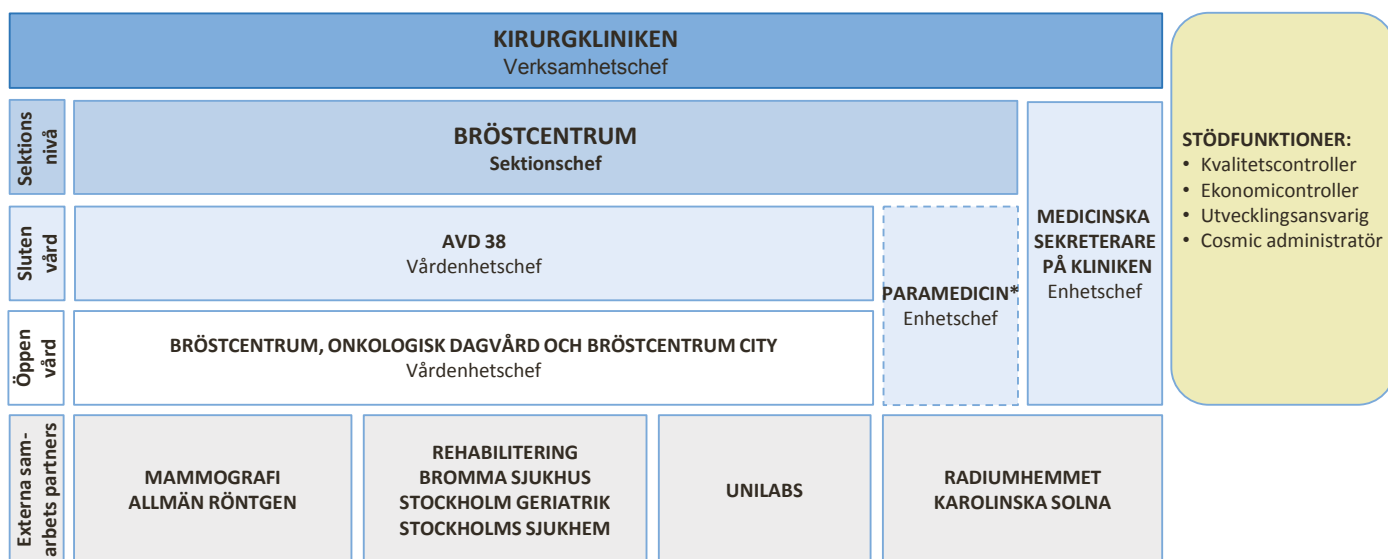 KIRURGKLINIKEN
Verksamhetschef
Sektions
nivå
BRÖSTCENTRUM
Sektionschef
Sluten
vård
AVD 38
Vårdenhetschef
PARAMEDICIN*
Enhetschef
MEDICINSKA
SEKRETERARE
PÅ KLINIKEN
Enhetschef
Öppen
vård
BRÖSTCENTRUM, ONKOLOGISK DAGVÅRD OCH BRÖSTCENTRUM CITY
Vårdenhetschef
Externa sam-
arbets partners
MAMMOGRAFI
ALLMÄN RÖNTGEN
REHABILITERING
BROMMA SJUKHUS
STOCKHOLM GERIATRIK
STOCKHOLMS SJUKHEM
UNILABS
RADIUMHEMMET
KAROLINSKA SOLNA
STÖDFUNKTIONER:
• Kvalitetscontroller
• Ekonomicontroller
• Utvecklingsansvarig
• Cosmic administratör